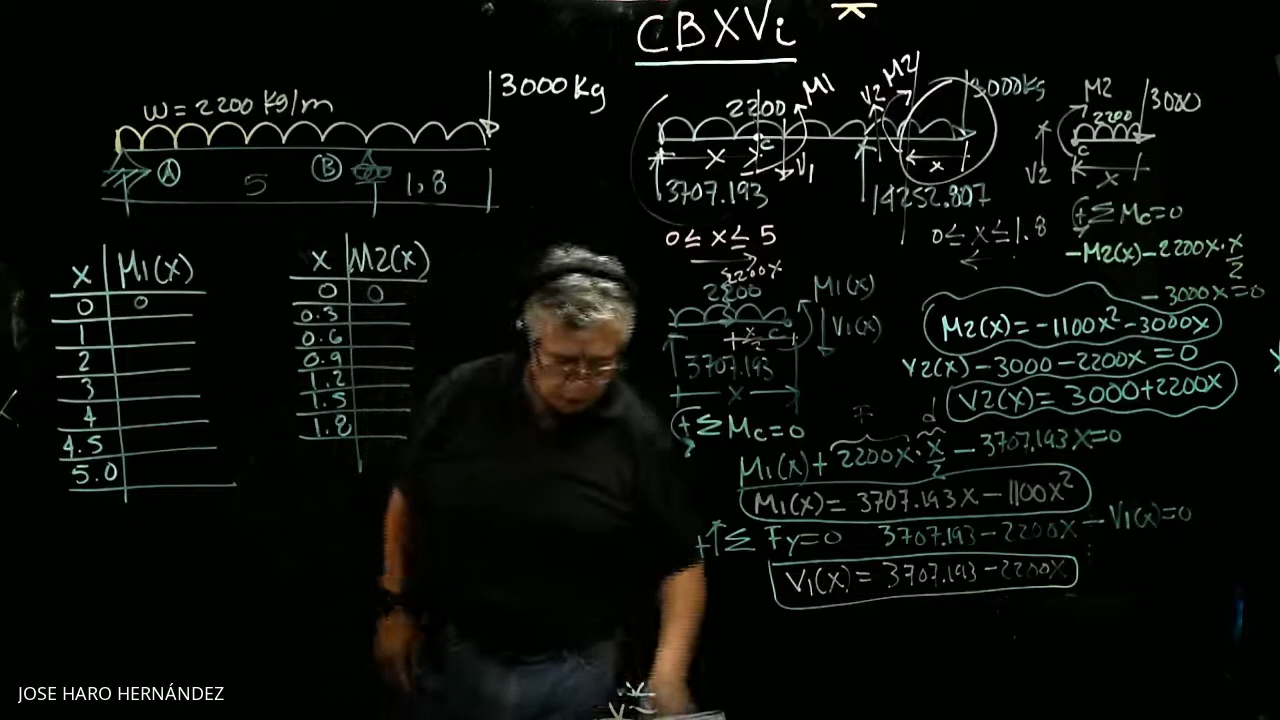 CBXVi
3000 Kg
w = 2200 Kg/m
A
B
5
1,8
2200
M1
V2
M2
3000 Kg
x
C
V1
x
3707.193
14252.807
0 ≤ x ≤ 5
0 ≤ x ≤ 1.8
M2
3000
2200
C
V2
x
+ΣMc=0
-M2(x)-2200x·x/2
-3000x=0
M2(x)=-1100x²-3000x
V2(x)-3000-2200x=0
V2(x)=3000+2200x
2200x
2200
M1(x)
V1(x)
x/2
C
3707.193
x
+ΣMc=0
F
d
M1(x)+2200x·x/2-3707.193x=0
M1(x)=3707.193x-1100x²
+↑ΣFy=0 3707.193-2200x-V1(x)=0
V1(x)=3707.193-2200x
x M1(x)
0 0
1
2
3
4
4.5
5.0
x M2(x)
0 0
0.3
0.6
0.9
1.2
1.5
1.8
JOSE HARO HERNÁNDEZ